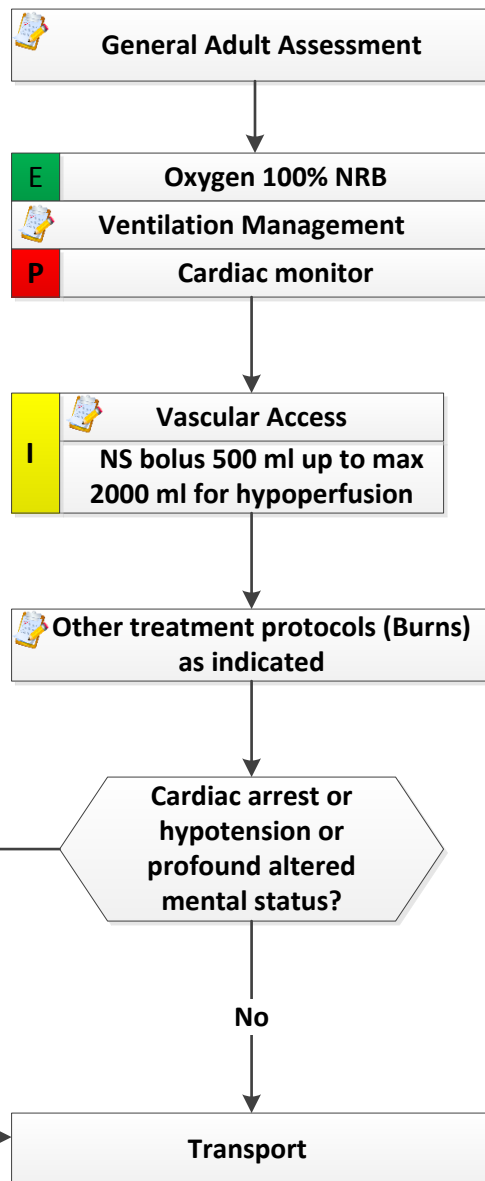 General Adult Assessment
E
Oxygen 100% NRB
Ventilation Management
P
Cardiac monitor
I
Vascular Access
NS bolus 500 ml up to max
2000 ml for hypoperfusion
Other treatment protocols (Burns)
as indicated
Cardiac arrest or
hypotension or
profound altered
mental status?
No
Transport